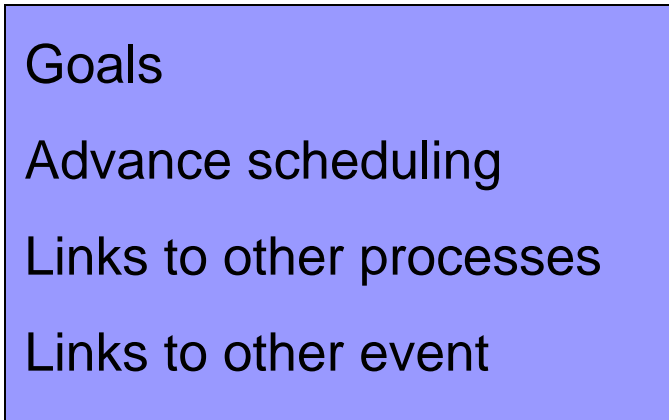 Goals
Advance scheduling
Links to other processes
Links to other event